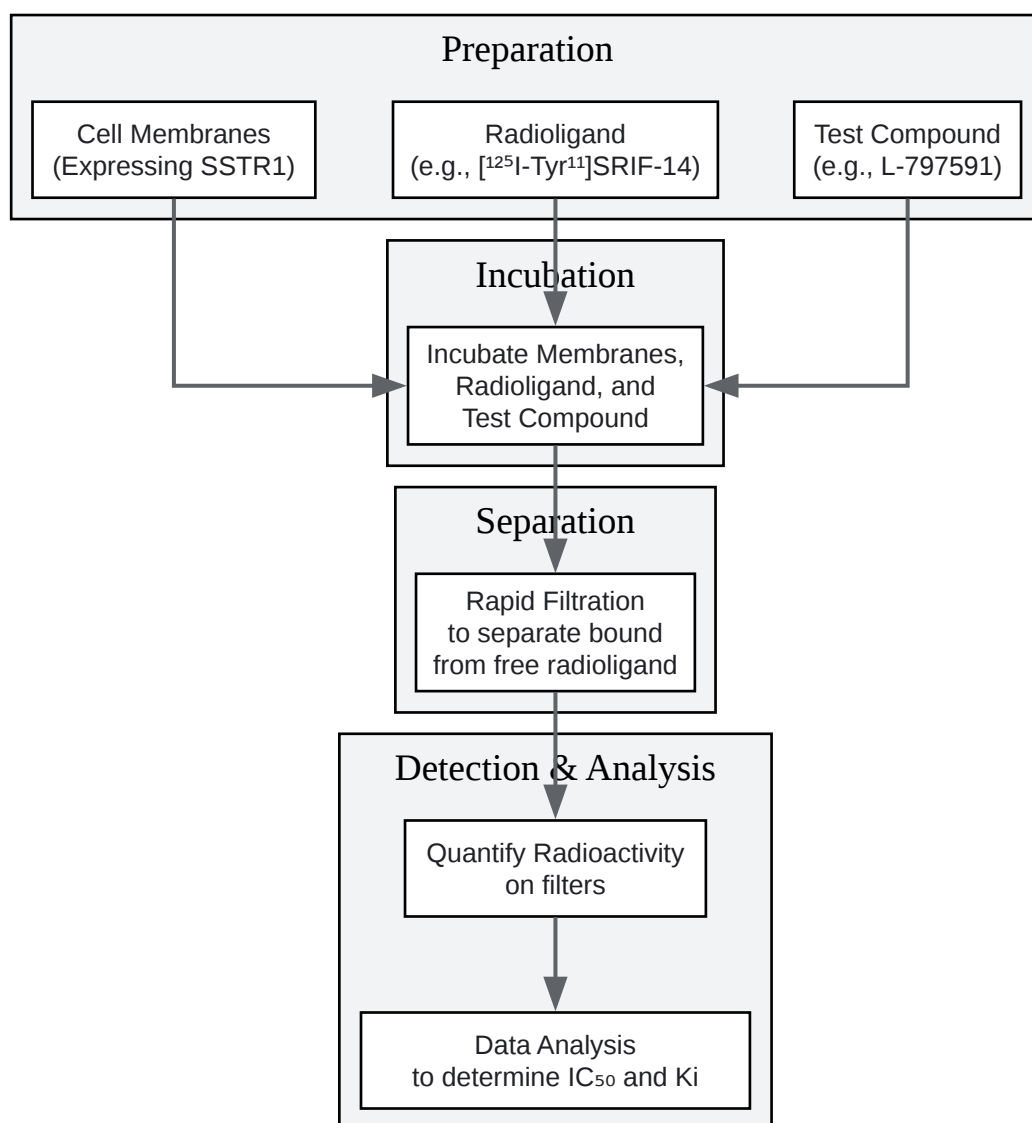 Preparation
Cell Membranes
(Expressing SSTR1)
Radioligand
(e.g., [¹²⁵I-Tyr¹¹]SRIF-14)
Test Compound
(e.g., L-797591)
Incubation
Incubate Membranes,
Radioligand, and
Test Compound
Separation
Rapid Filtration
to separate bound
from free radioligand
Detection & Analysis
Quantify Radioactivity
on filters
Data Analysis
to determine IC₅₀ and Ki